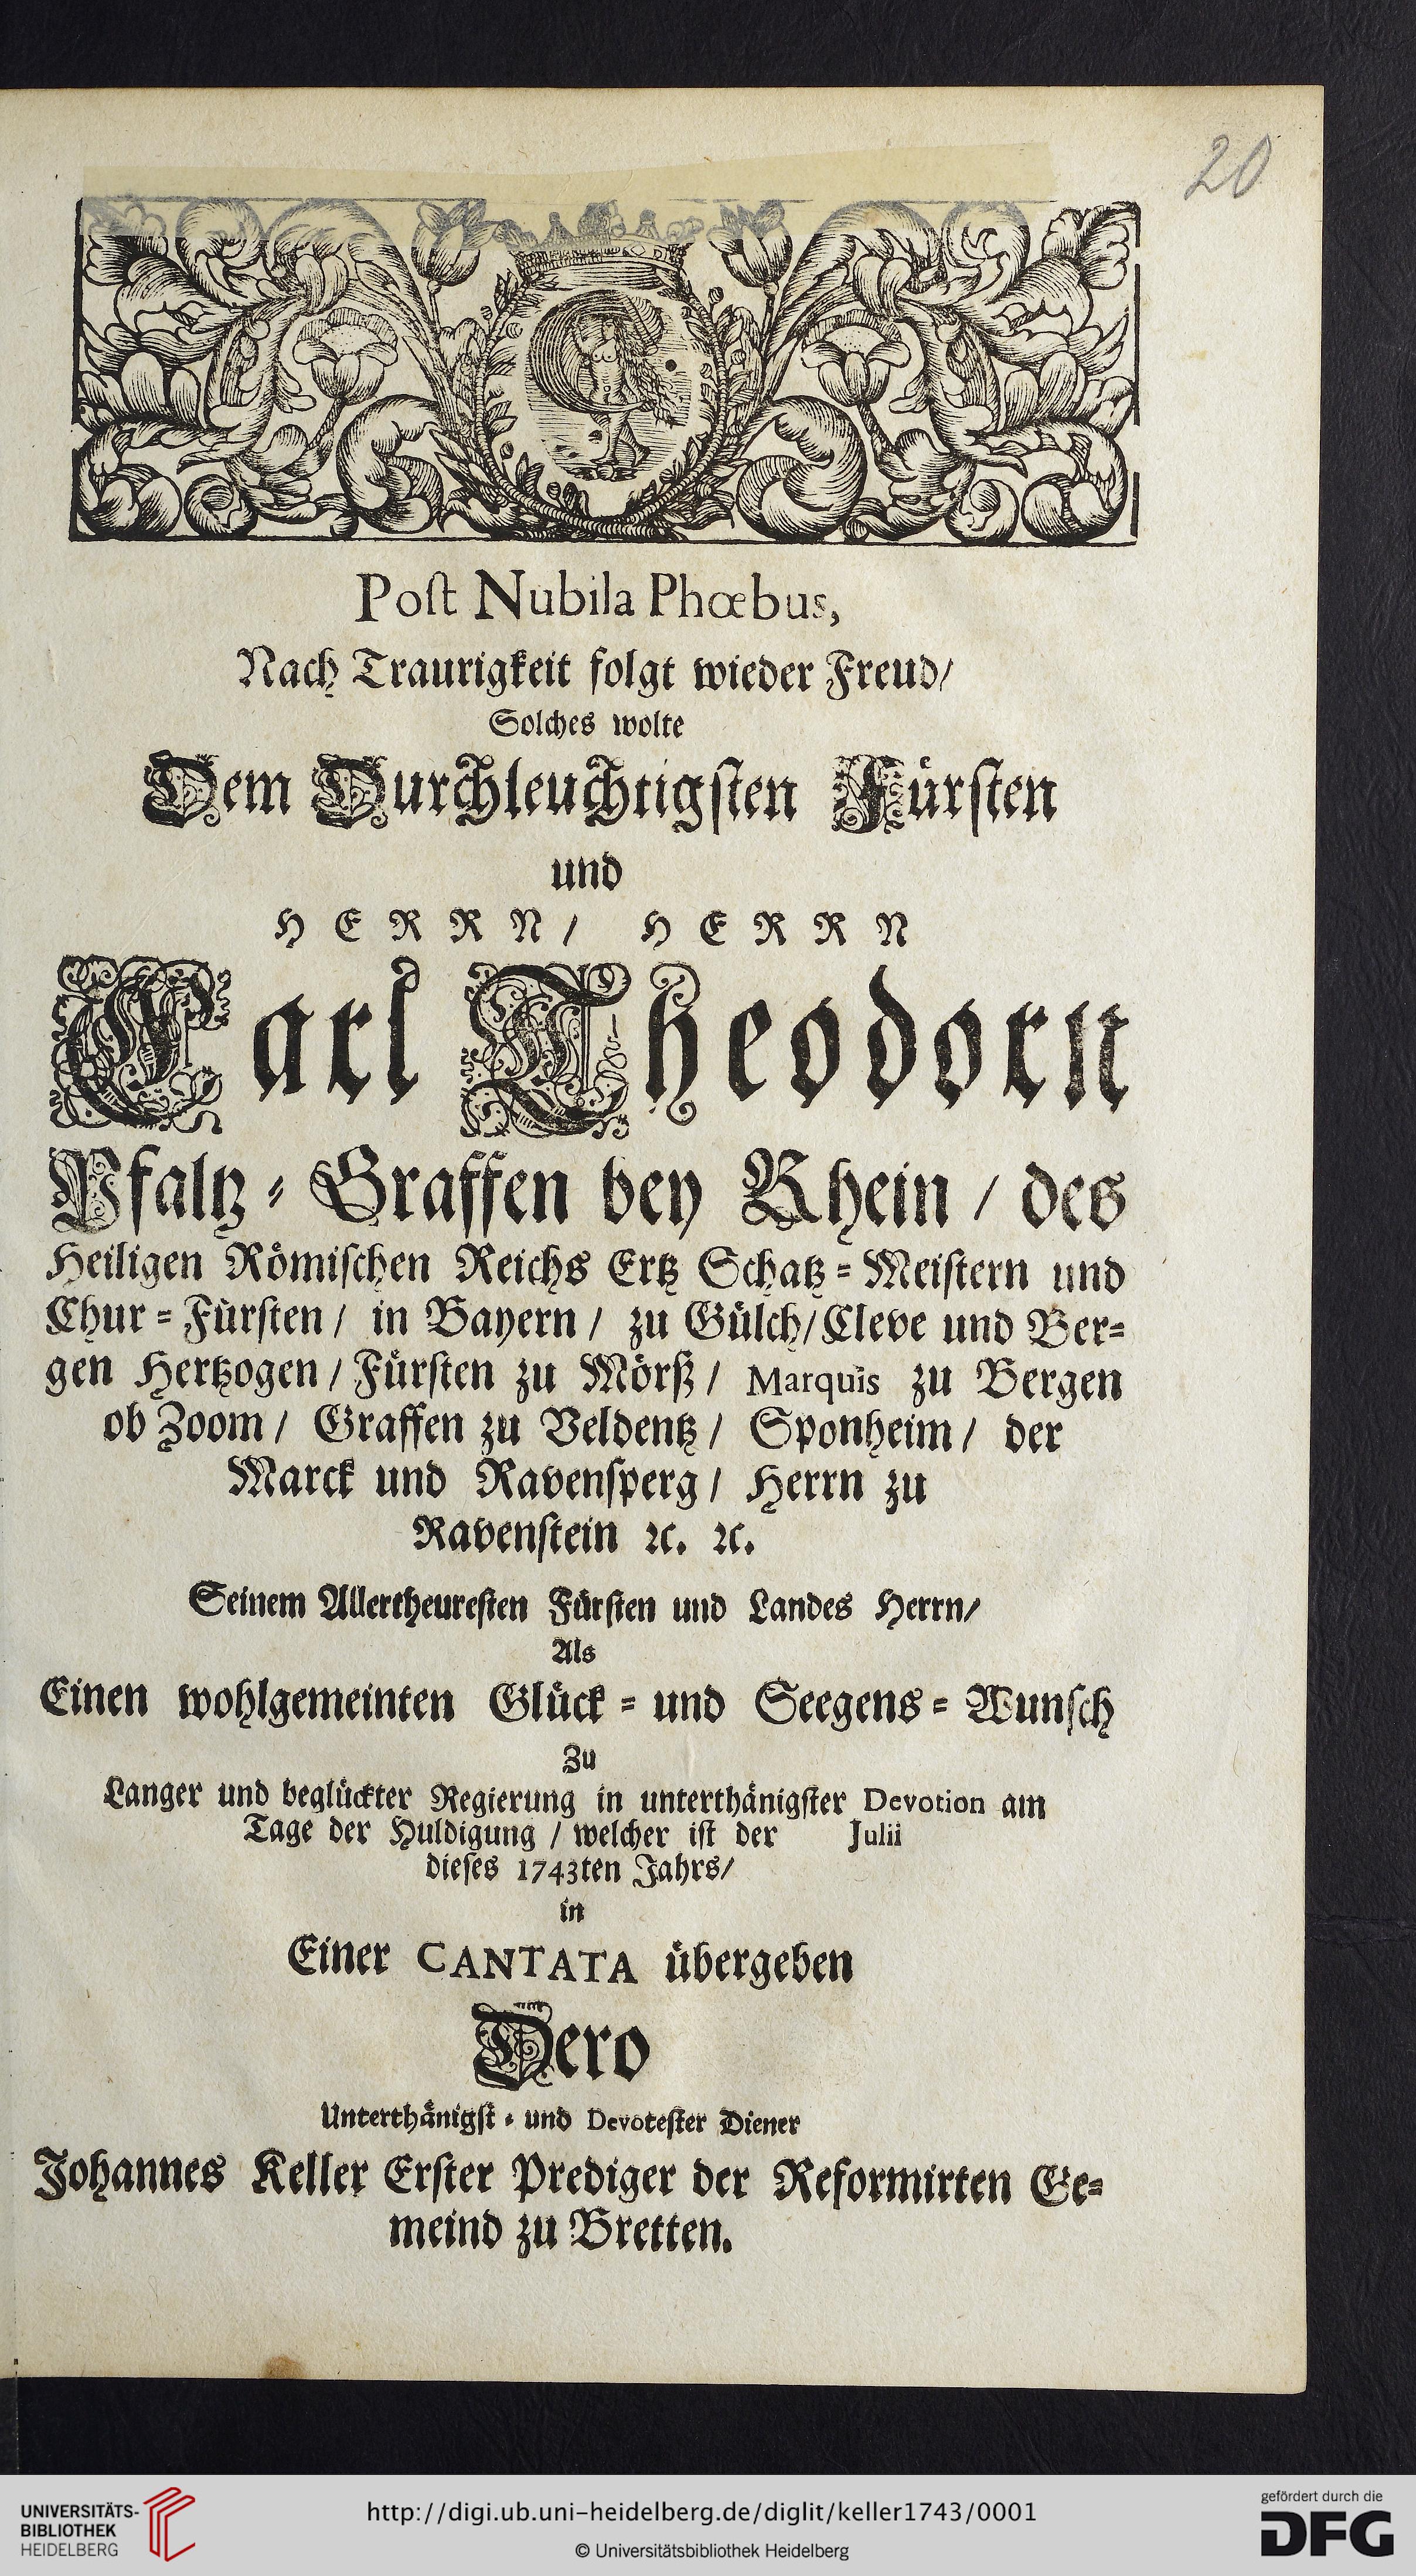 20
Poſt Nubila Phœbus,
Nach Traurigkeit folgt wieder Freud/
Solches wolte
Dem Durchleuchtigſten Fürſten
und
HERRN/ HERRN
Carl Theodorn
Pfaltz-Graffen bey Rhein / des
Heiligen Römiſchen Reichs Ertz Schatz-Meiſtern und
Chur-Fürſten/ in Bayern/ zu Gülch/ Cleve und Ber-
gen Hertzogen/ Fürſten zu Mörß/ Marquis zu Bergen
ob Zoom/ Graffen zu Veldentz/ Sponheim/ der
Marck und Ravenſperg/ Herrn zu
Ravenſtein ꝛc. ꝛc.
Seinem Allertheureſten Fürſten und Landes Herrn/
Als
Einen wohlgemeinten Glück- und Seegens-Wunſch
Zu
Langer und beglückter Regierung in unterthänigſter Devotion am
Tage der Huldigung / welcher iſt der Julii
dieſes 1743ten Jahrs/
in
Einer CANTATA übergeben
Dero
Unterthänigſt- und Devoteſter Diener
Johannes Keller Erſter Prediger der Reformirten Ge-
meind zu Bretten.
UNIVERSITÄTS-
BIBLIOTHEK
HEIDELBERG
http://digi.ub.uni-heidelberg.de/diglit/keller1743/0001
© Universitätsbibliothek Heidelberg
gefördert durch die
DFG